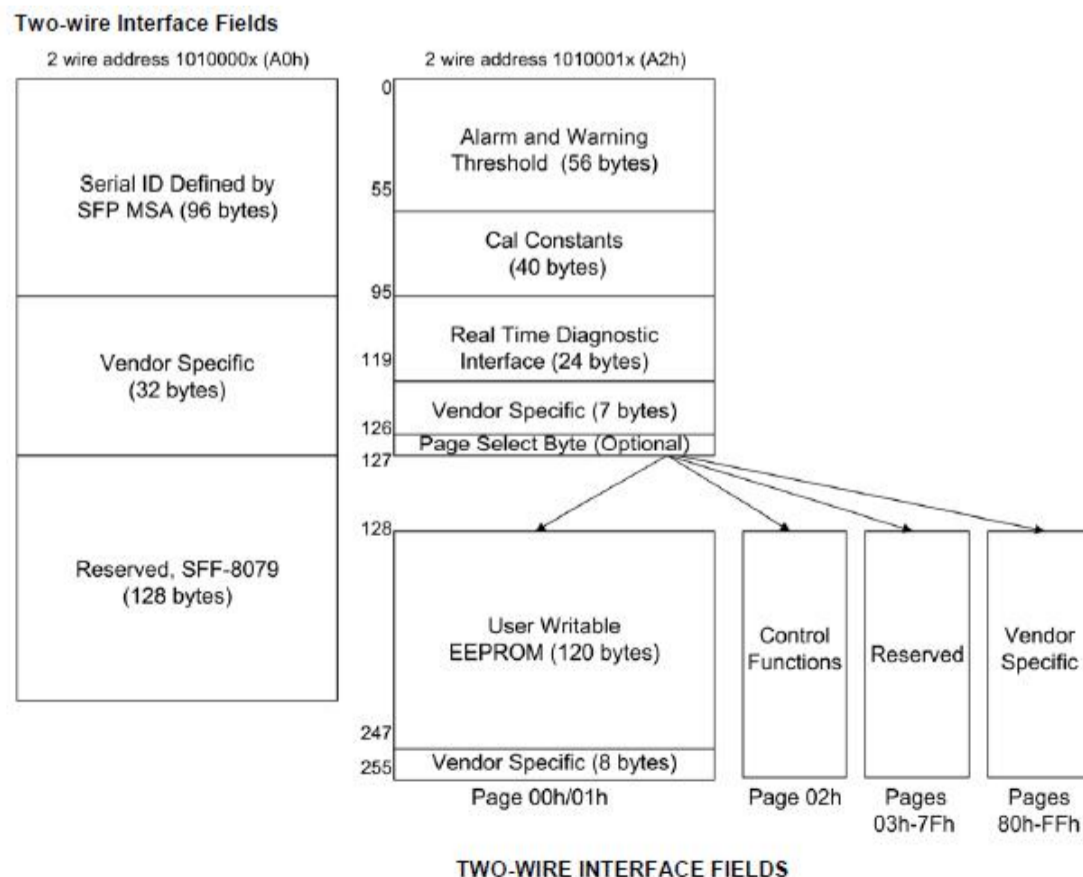 Two-wire Interface Fields
2 wire address 1010000x (A0h)
Serial ID Defined by
SFP MSA (96 bytes)
Vendor Specific
(32 bytes)
Reserved, SFF-8079
(128 bytes)
2 wire address 1010001x (A2h)
0
Alarm and Warning
Threshold (56 bytes)
55
Cal Constants
(40 bytes)
95
Real Time Diagnostic
Interface (24 bytes)
119
Vendor Specific (7 bytes)
126
Page Select Byte (Optional)
127
128
User Writable
EEPROM (120 bytes)
247
Vendor Specific (8 bytes)
255
Page 00h/01h
Control
Functions
Page 02h
Reserved
Pages
03h-7Fh
Vendor
Specific
Pages
80h-FFh
TWO-WIRE INTERFACE FIELDS